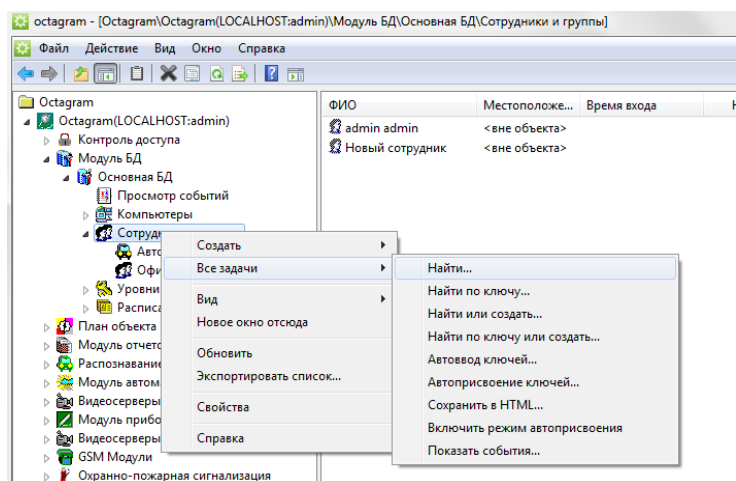 octagram - [Octagram\Octagram(LOCALHOST:admin)\Модуль БД\Основная БД\Сотрудники и группы]
Файл Действие Вид Окно Справка
Octagram
Octagram(LOCALHOST:admin)
Контроль доступа
Модуль БД
Основная БД
Просмотр событий
Компьютеры
Сотруд
Авто
Офи
Уровни
Расписа
План объекта
Модуль отчето
Распознавание
Модуль автом
Видеосерверы
Модуль прибо
Видеосерверы
GSM Модули
Охранно-пожарная сигнализация
ФИО Местоположе... Время входа
admin admin <вне объекта>
Новый сотрудник <вне объекта>
Создать
Все задачи
Вид
Новое окно отсюда
Обновить
Экспортировать список...
Свойства
Справка
Найти...
Найти по ключу...
Найти или создать...
Найти по ключу или создать...
Автоввод ключей...
Автоприсвоение ключей...
Сохранить в HTML...
Включить режим автоприсвоения
Показать события...